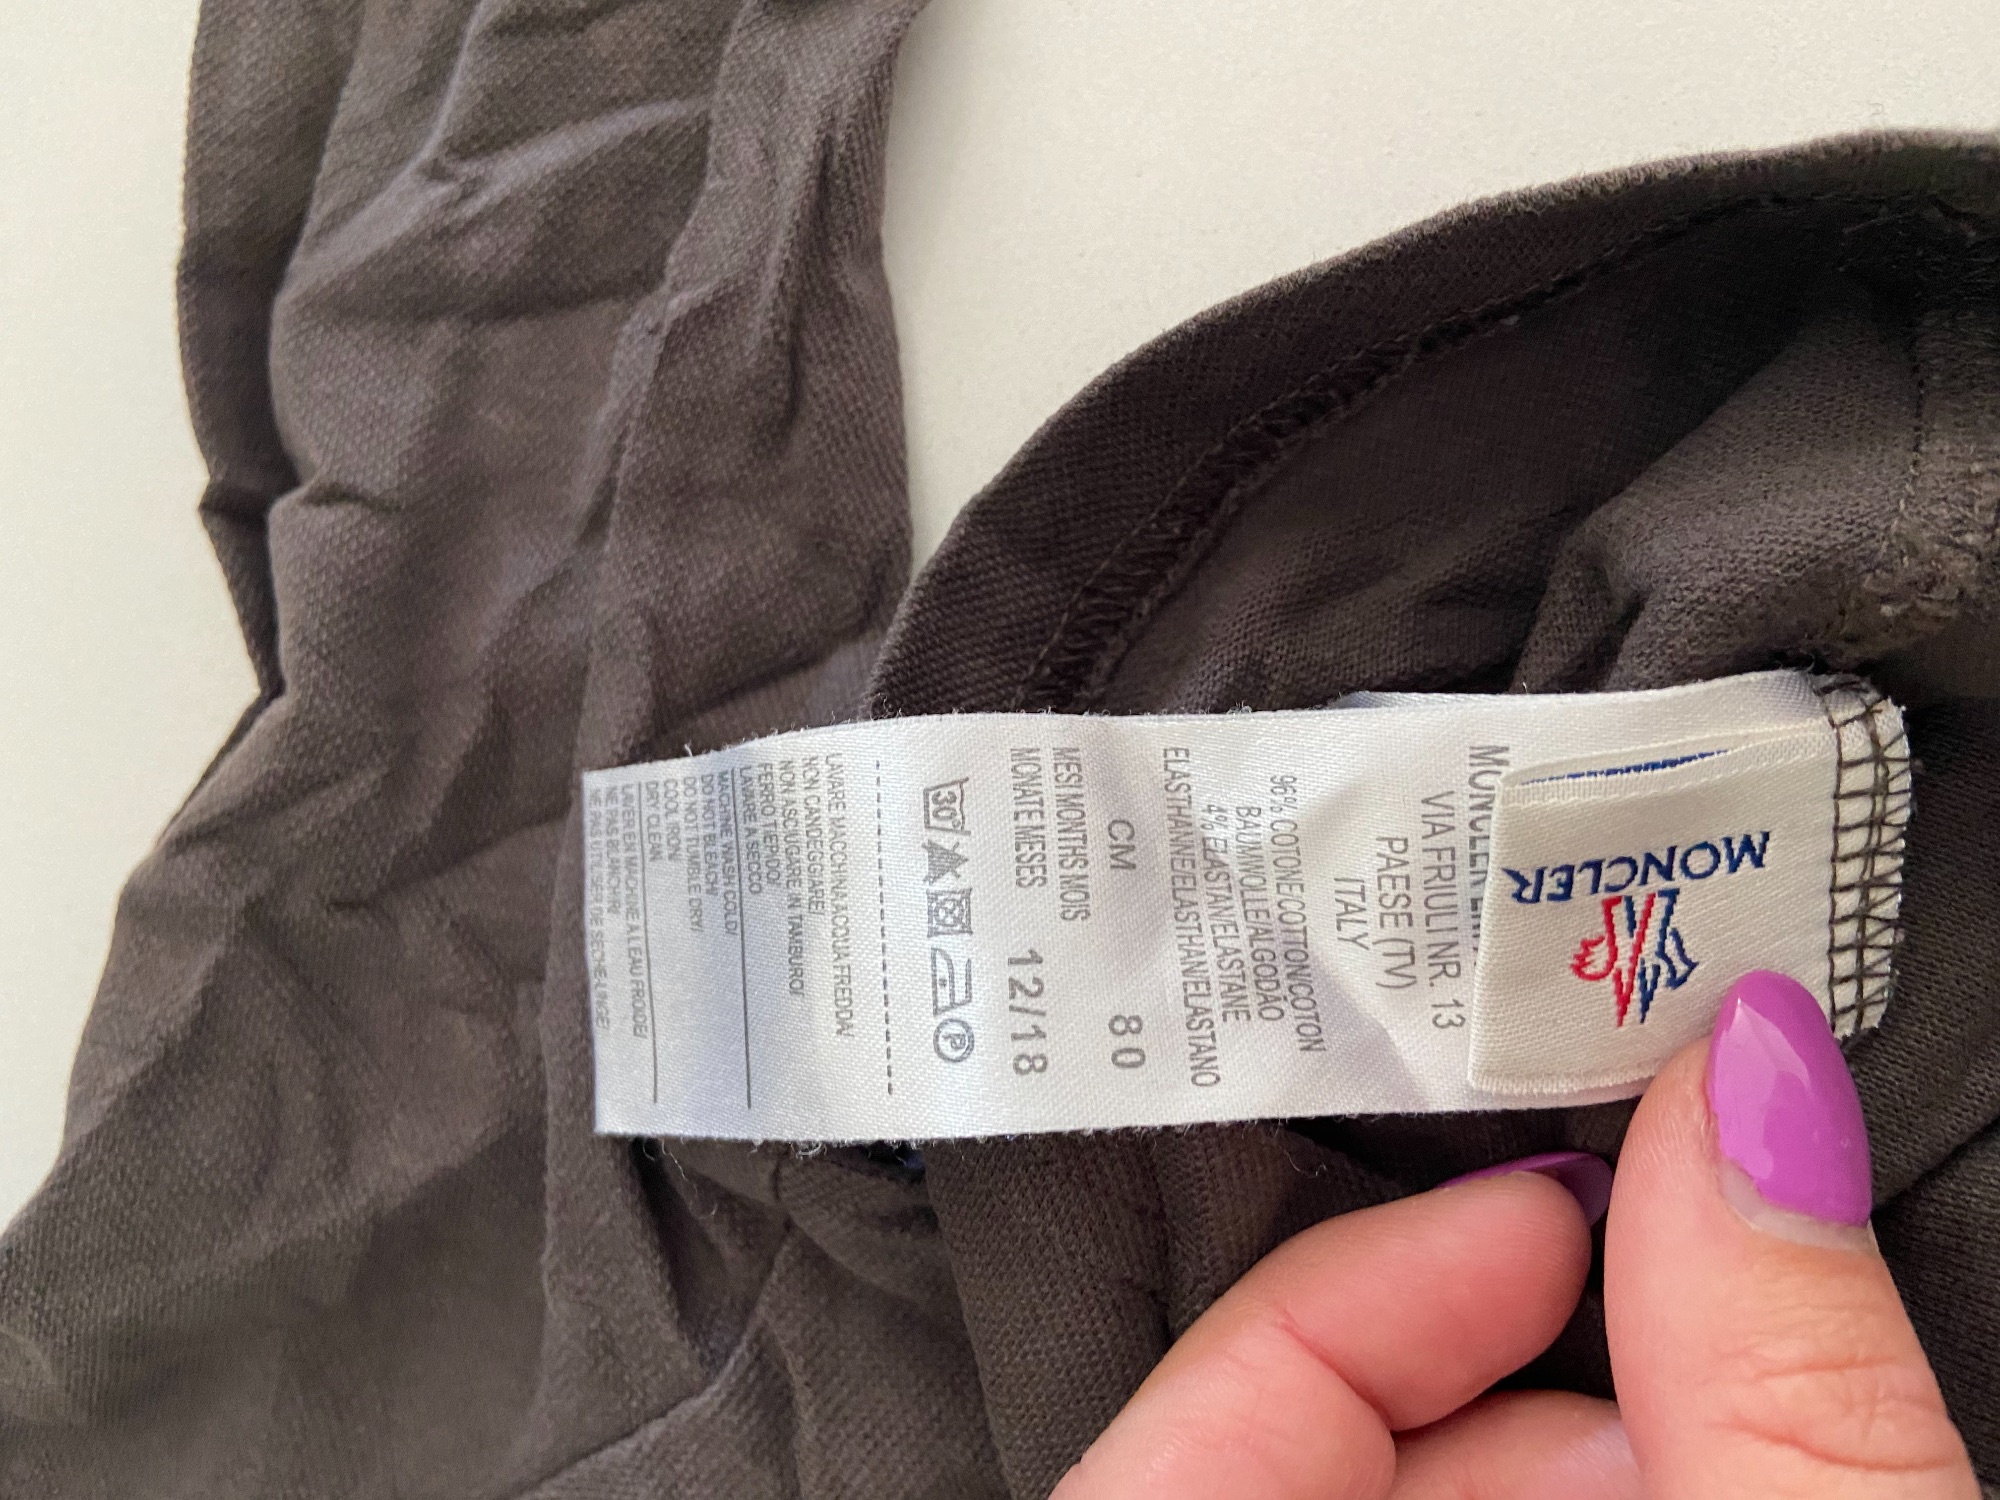 MONCLER
MONCLER
VIA FRIULI NR. 13
PAESE (TV)
ITALY
96% COTONE/COTTON/COTON
BAUMWOLLE/ALGODÃO
4% ELASTAN/ELASTANE
ELASTHANNE/ELASTHAN/ELASTANO
CM 80
MESI MONTHS MOIS
MONATE MESES 12/18
30°
P
LAVARE MACCHINA ACQUA FREDDA/
NON CANDEGGIARE/
NON ASCIUGARE IN TAMBURO/
FERRO TIEPIDO/
LAVARE A SECCO
MACHINE WASH COLD/
DO NOT BLEACH/
DO NOT TUMBLE DRY/
COOL IRON/
DRY CLEAN
LAVER EN MACHINE A L EAU FROIDE/
NE PAS BLANCHIR/
NE PAS UTILISER DE SECHE-LINGE/